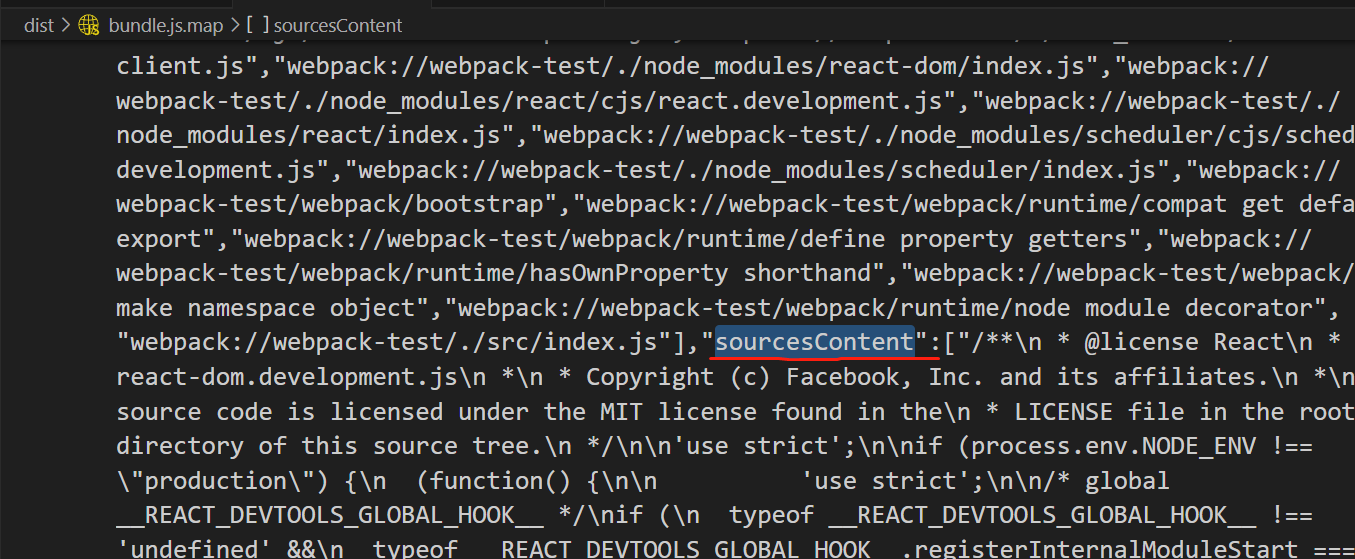 dist > bundle.js.map > [ ] sourcesContent
client.js","webpack://webpack-test/./node_modules/react-dom/index.js","webpack://
webpack-test/./node_modules/react/cjs/react.development.js","webpack://webpack-test/./
node_modules/react/index.js","webpack://webpack-test/./node_modules/scheduler/cjs/sched
development.js","webpack://webpack-test/./node_modules/scheduler/index.js","webpack://
webpack-test/webpack/bootstrap","webpack://webpack-test/webpack/runtime/compat get defa
export","webpack://webpack-test/webpack/runtime/define property getters","webpack://
webpack-test/webpack/runtime/hasOwnProperty shorthand","webpack://webpack-test/webpack/
make namespace object","webpack://webpack-test/webpack/runtime/node module decorator",
"webpack://webpack-test/./src/index.js"],"sourcesContent":["/**\n * @license React\n *
react-dom.development.js\n *\n * Copyright (c) Facebook, Inc. and its affiliates.\n *\n
source code is licensed under the MIT license found in the\n * LICENSE file in the root
directory of this source tree.\n */\n\n'use strict';\n\nif (process.env.NODE_ENV !==
\"production\") {\n  (function() {\n\n          'use strict';\n\n/* global
__REACT_DEVTOOLS_GLOBAL_HOOK__ */\nif (\n  typeof __REACT_DEVTOOLS_GLOBAL_HOOK__ !==
'undefined' &&\n  typeof __REACT_DEVTOOLS_GLOBAL_HOOK__.registerInternalModuleStart ===